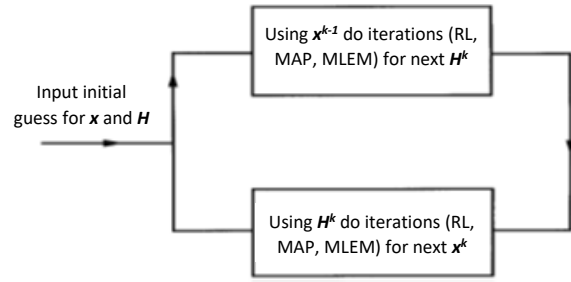 Using x^k-1 do iterations (RL,
MAP, MLEM) for next H^k
Input initial
guess for x and H
Using H^k do iterations (RL,
MAP, MLEM) for next x^k